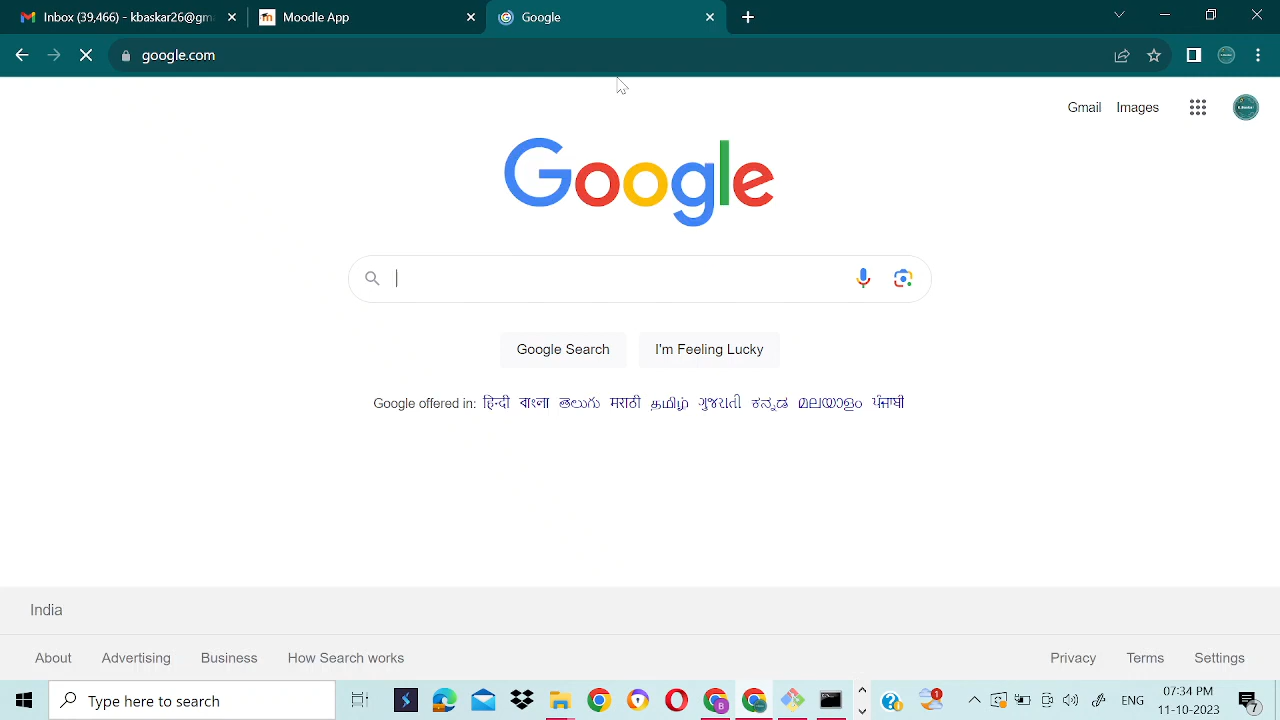 Inbox (39,466) - kbaskar26@gm
Moodle App
Google
google.com
Gmail Images
Google
Google Search I'm Feeling Lucky
Google offered in: हिन्दी বাংলা తెలుగు मराठी தமிழ் ગુજરાતી ಕನ್ನಡ മലയാളം ਪੰਜਾਬੀ
India
About Advertising Business How Search works Privacy Terms Settings
Type here to search
B
1
ENG
07:34 PM
11-10-2023
7